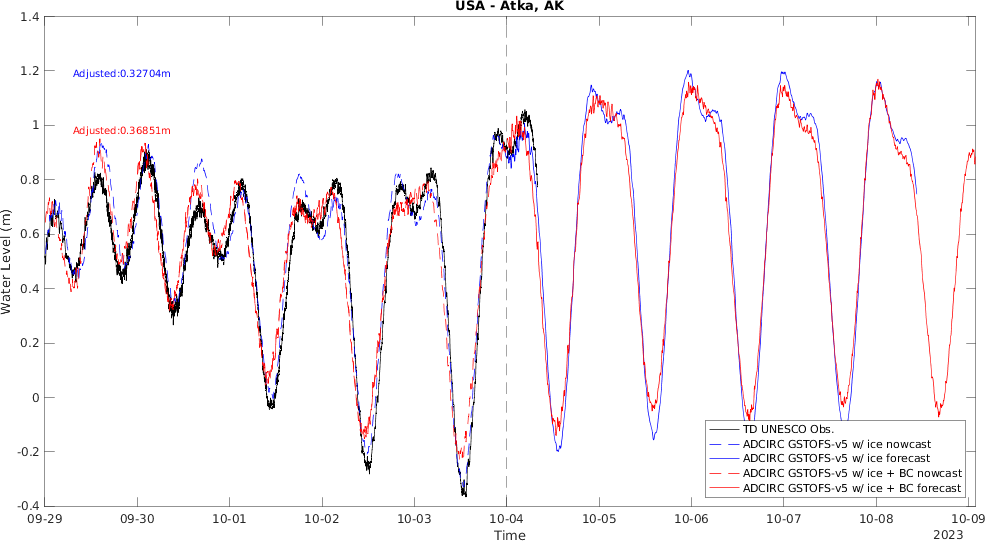 USA - Atka, AK
1.4
1.2
1
0.8
0.6
0.4
0.2
0
-0.2
-0.4
Water Level (m)
Adjusted:0.32704m
Adjusted:0.36851m
TD UNESCO Obs.
ADCIRC GSTOFS-v5 w/ ice nowcast
ADCIRC GSTOFS-v5 w/ ice forecast
ADCIRC GSTOFS-v5 w/ ice + BC nowcast
ADCIRC GSTOFS-v5 w/ ice + BC forecast
09-29 09-30 10-01 10-02 10-03 10-04 10-05 10-06 10-07 10-08 10-09
Time
2023